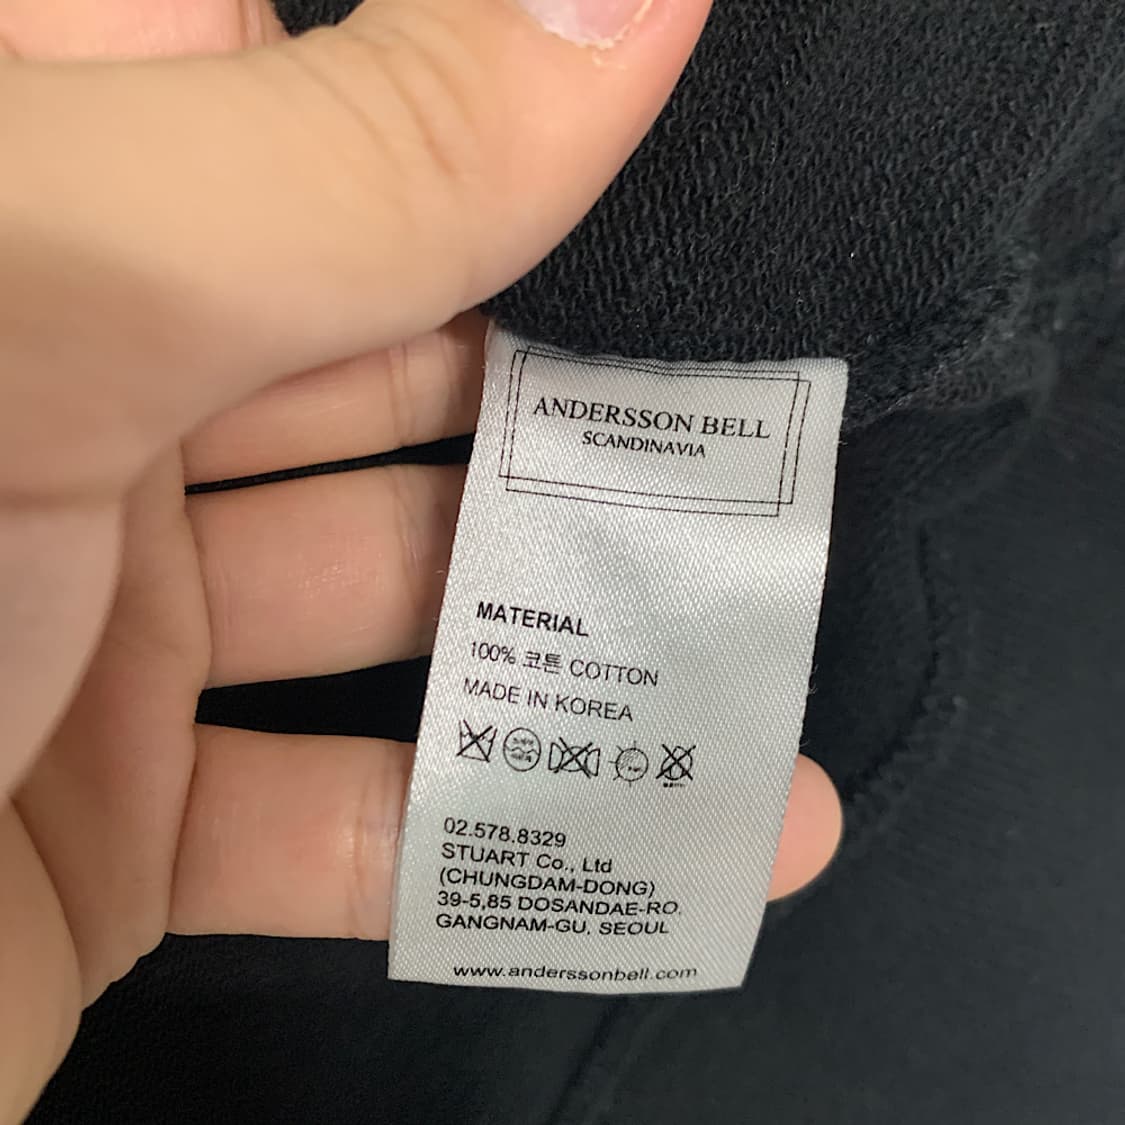 ANDERSSON BELL
SCANDINAVIA
MATERIAL
100% 코튼 COTTON
MADE IN KOREA
02.578.8329
STUART Co., Ltd
(CHUNGDAM-DONG)
39-5,85 DOSANDAE-RO,
GANGNAM-GU, SEOUL
www.anderssonbell.com